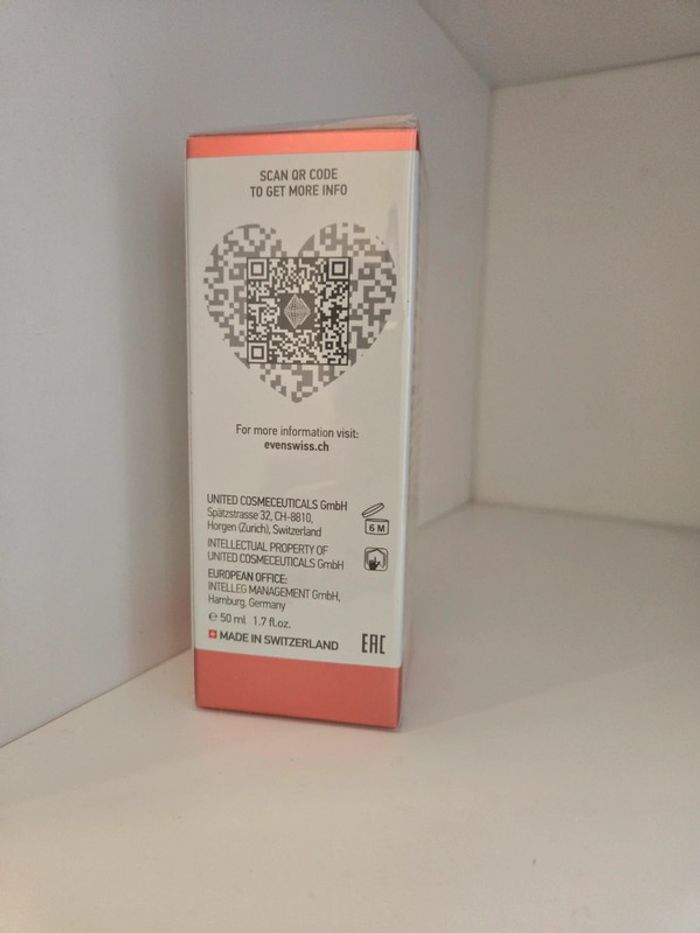 SCAN QR CODE
TO GET MORE INFO
For more information visit:
evenswiss.ch
UNITED COSMECEUTICALS GmbH
Spätzstrasse 32, CH-8810,
Horgen (Zurich), Switzerland
6 M
INTELLECTUAL PROPERTY OF
UNITED COSMECEUTICALS GmbH
EUROPEAN OFFICE:
INTELLEG MANAGEMENT GmbH,
Hamburg, Germany
℮ 50 ml 1.7 fl.oz.
MADE IN SWITZERLAND
EAC